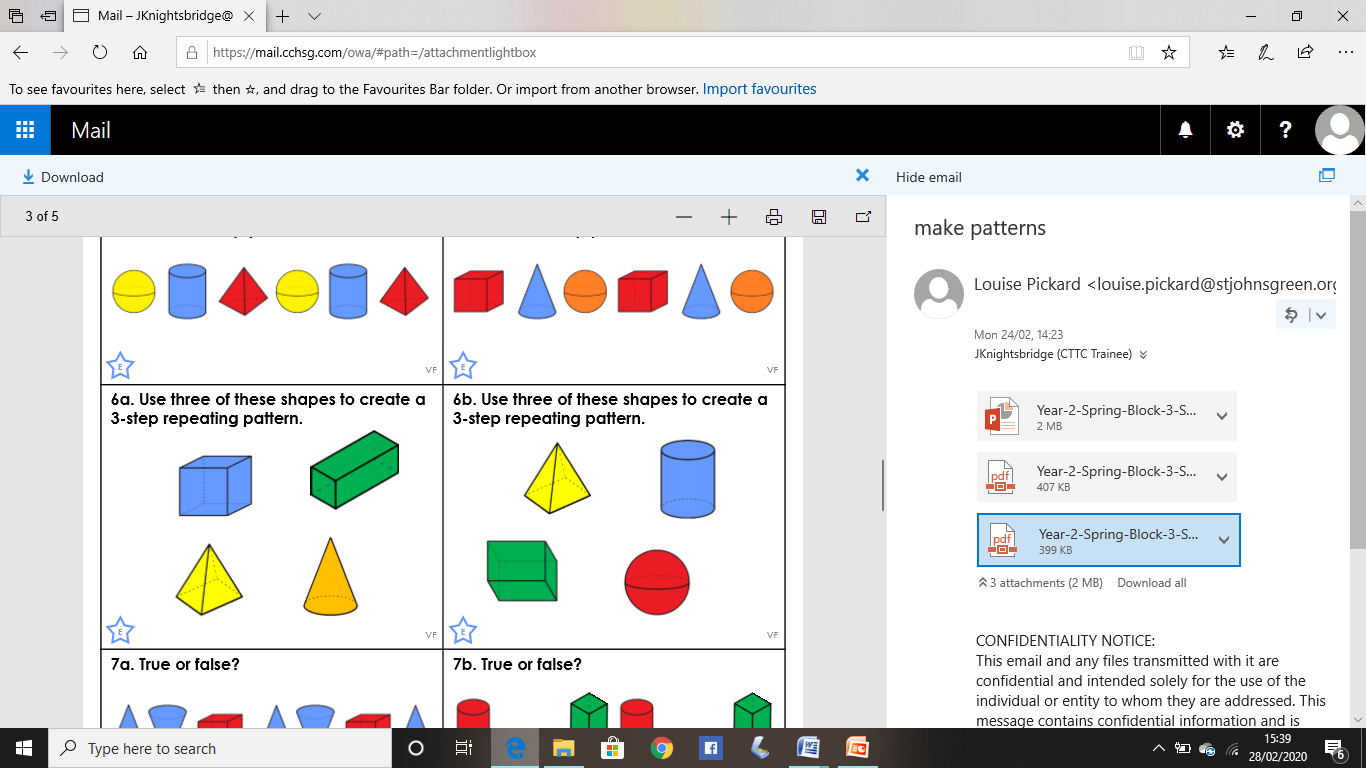 Mail – JKnightsbridge@
https://mail.cchsg.com/owa/#path=/attachmentlightbox
To see favourites here, select then , and drag to the Favourites Bar folder. Or import from another browser. Import favourites
Mail
Download
Hide email
3 of 5
make patterns
Louise Pickard <louise.pickard@stjohnsgreen.org
Mon 24/02, 14:23
JKnightsbridge (CTTC Trainee)
E
VF
E
VF
6a. Use three of these shapes to create a
3-step repeating pattern.
E
VF
6b. Use three of these shapes to create a
3-step repeating pattern.
E
VF
7a. True or false?
7b. True or false?
Year-2-Spring-Block-3-S...
2 MB
pdf
Year-2-Spring-Block-3-S...
407 KB
pdf
Year-2-Spring-Block-3-S...
399 KB
3 attachments (2 MB) Download all
CONFIDENTIALITY NOTICE:
This email and any files transmitted with it are
confidential and intended solely for the use of the
individual or entity to whom they are addressed. This
message contains confidential information and is
Type here to search
15:39
28/02/2020
6